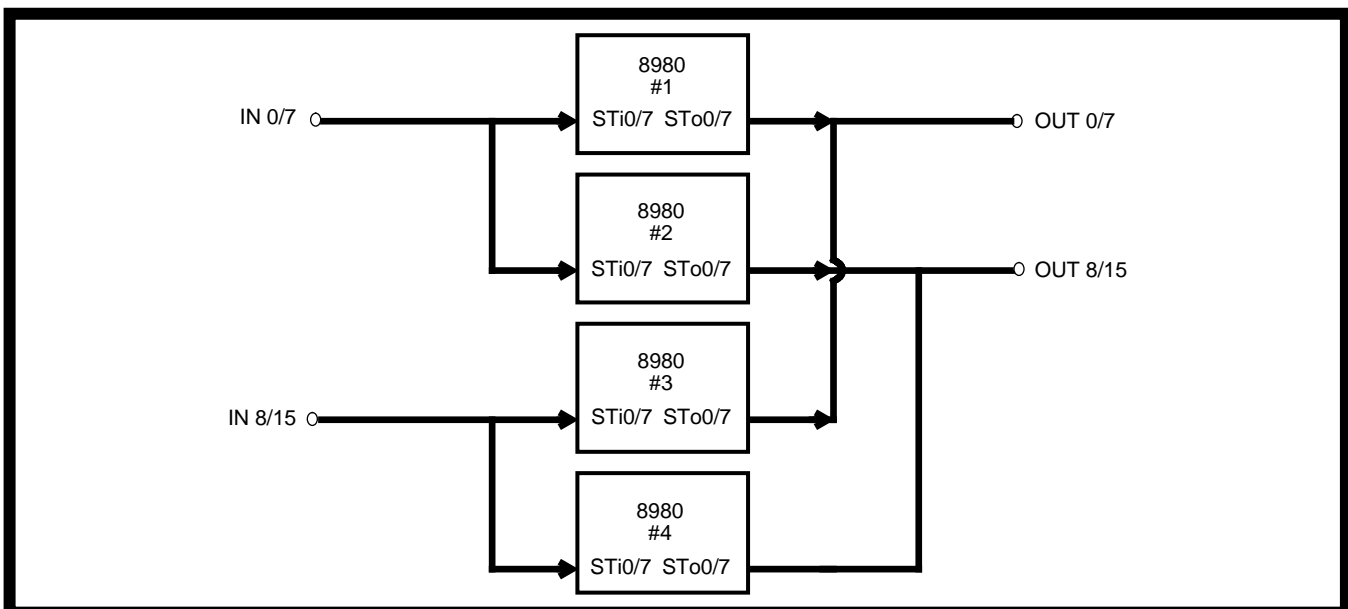 8980
#1
IN 0/7
STi0/7 STo0/7
OUT 0/7
8980
#2
STi0/7 STo0/7
OUT 8/15
8980
#3
IN 8/15
STi0/7 STo0/7
8980
#4
STi0/7 STo0/7